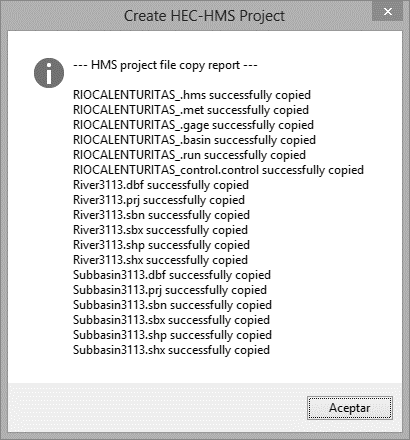 Create HEC-HMS Project
--- HMS project file copy report ---
RIOCALENTURITAS_.hms successfully copied
RIOCALENTURITAS_.met successfully copied
RIOCALENTURITAS_.gage successfully copied
RIOCALENTURITAS_.basin successfully copied
RIOCALENTURITAS_.run successfully copied
RIOCALENTURITAS_control.control successfully copied
River3113.dbf successfully copied
River3113.prj successfully copied
River3113.sbn successfully copied
River3113.sbx successfully copied
River3113.shp successfully copied
River3113.shx successfully copied
Subbasin3113.dbf successfully copied
Subbasin3113.prj successfully copied
Subbasin3113.sbn successfully copied
Subbasin3113.sbx successfully copied
Subbasin3113.shp successfully copied
Subbasin3113.shx successfully copied
Aceptar